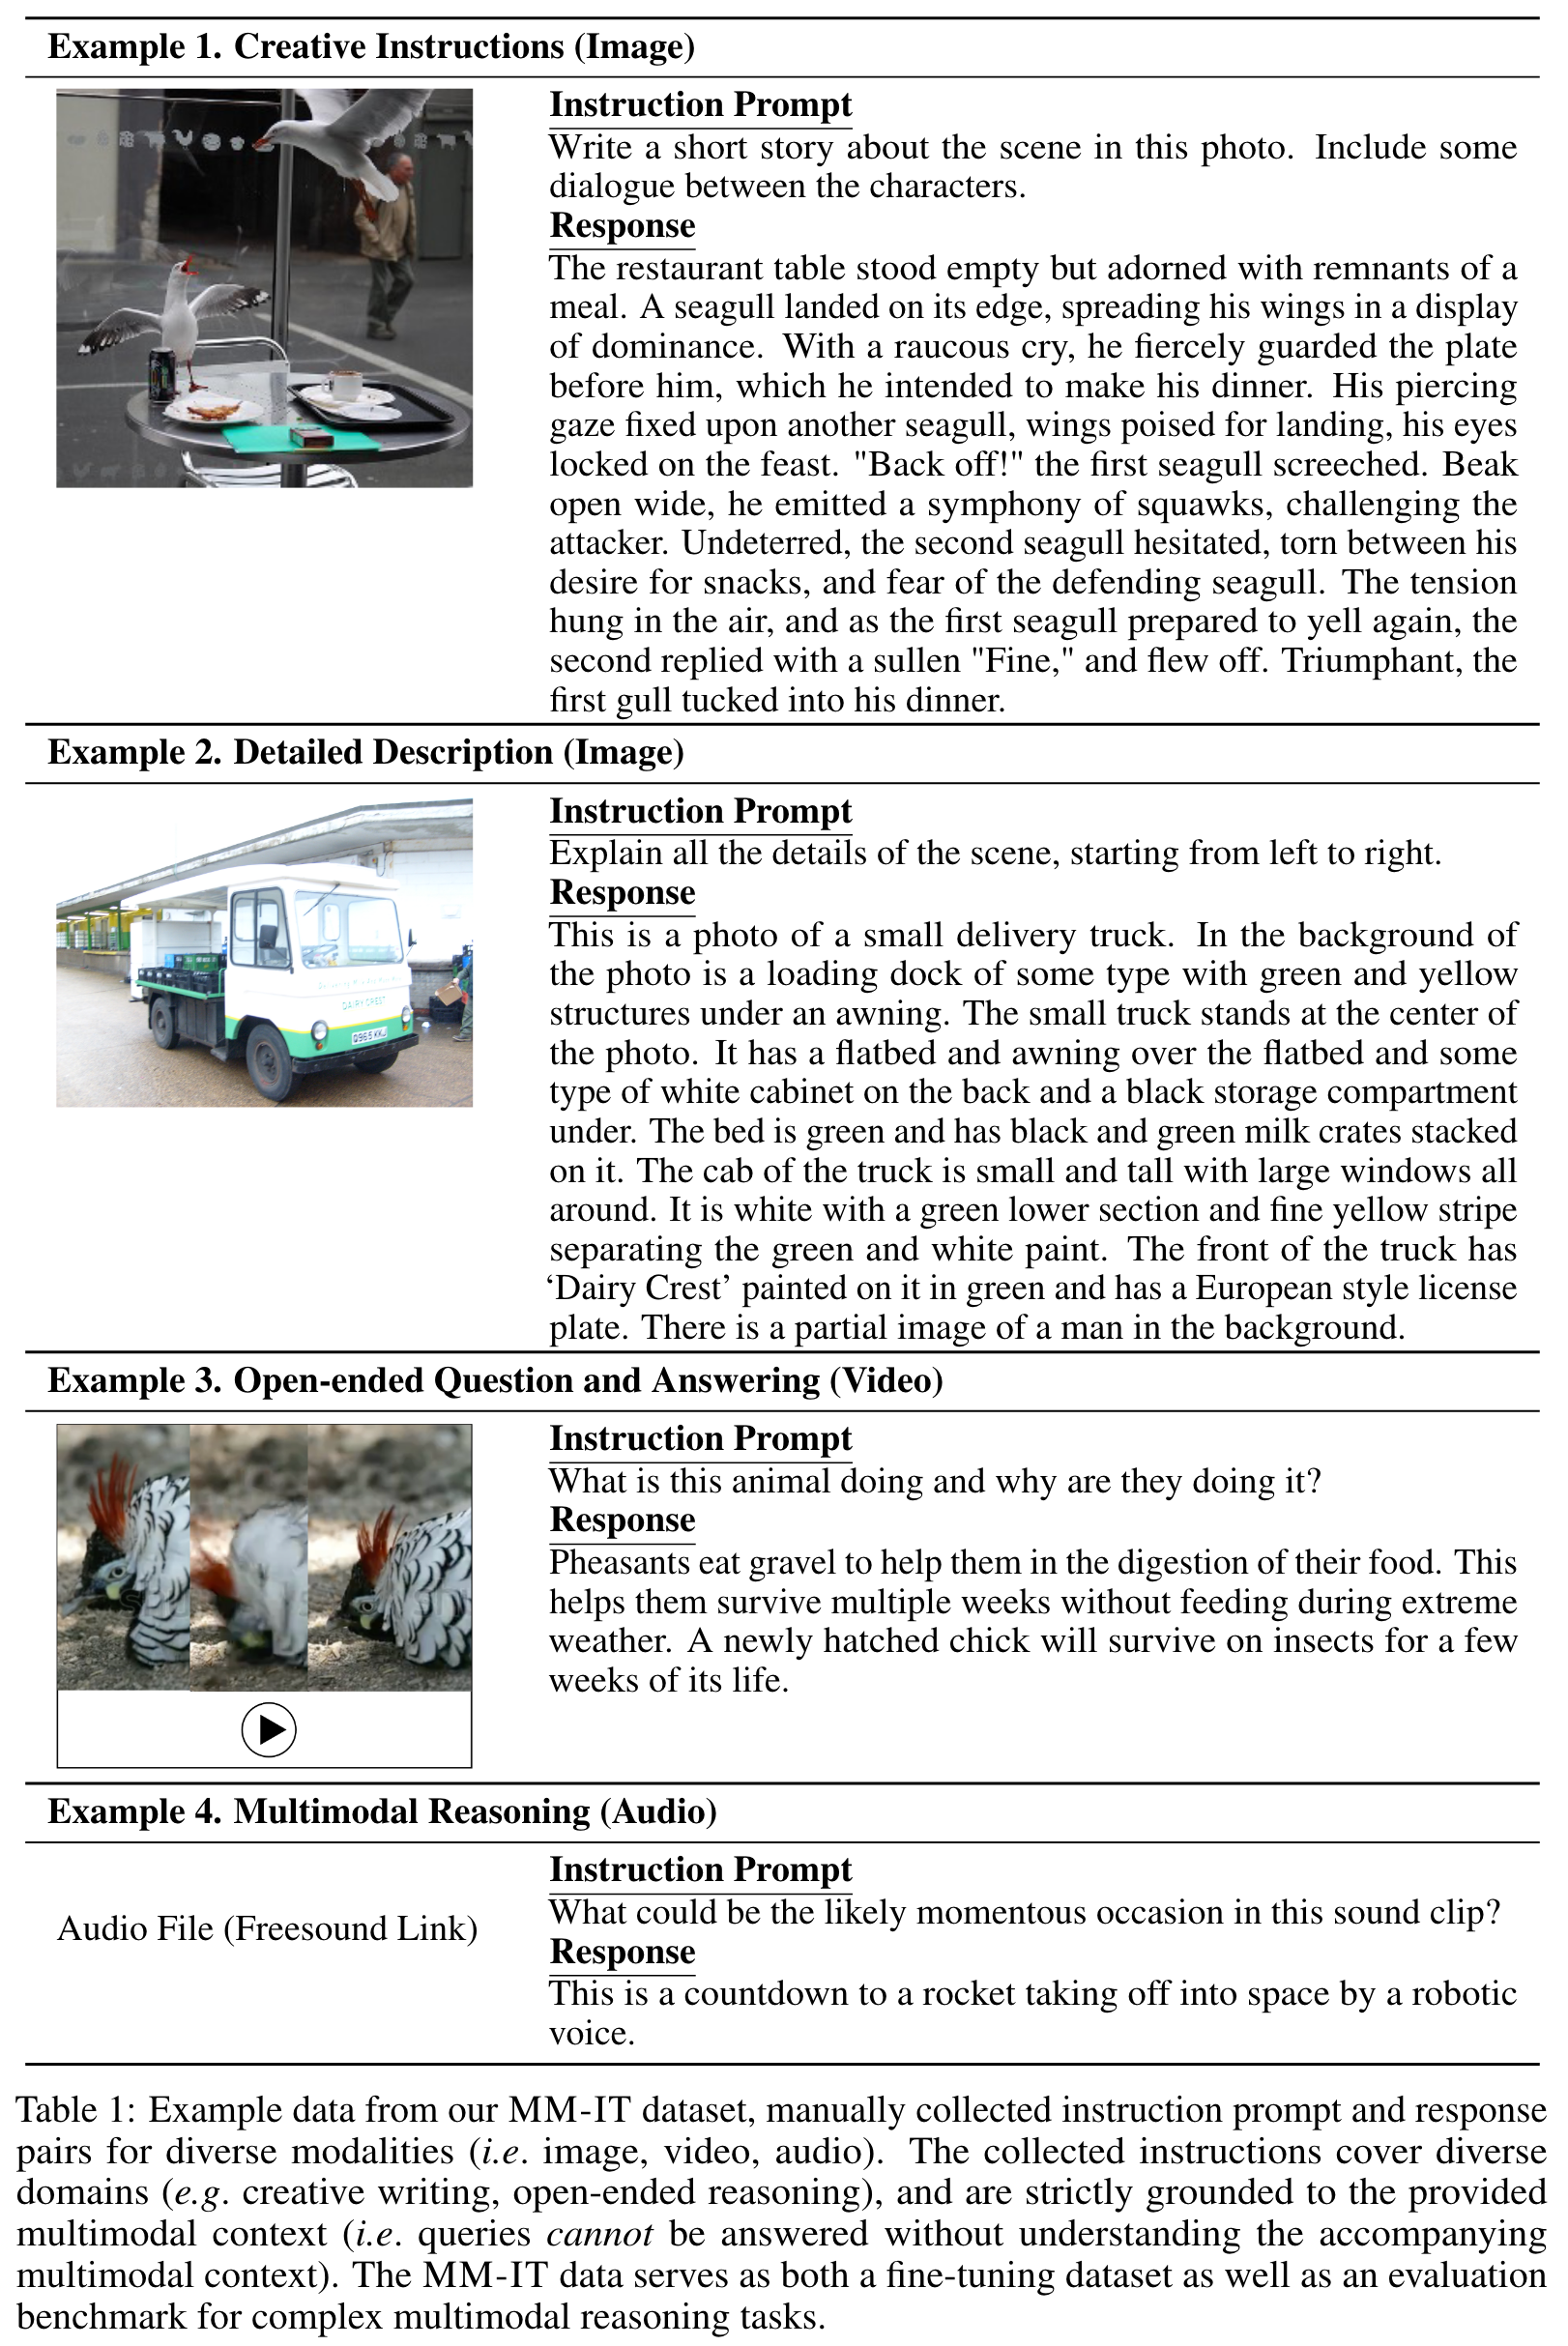 Example 1. Creative Instructions (Image)
Instruction Prompt
Write a short story about the scene in this photo. Include some
dialogue between the characters.
Response
The restaurant table stood empty but adorned with remnants of a
meal. A seagull landed on its edge, spreading his wings in a display
of dominance. With a raucous cry, he fiercely guarded the plate
before him, which he intended to make his dinner. His piercing
gaze fixed upon another seagull, wings poised for landing, his eyes
locked on the feast. "Back off!" the first seagull screeched. Beak
open wide, he emitted a symphony of squawks, challenging the
attacker. Undeterred, the second seagull hesitated, torn between his
desire for snacks, and fear of the defending seagull. The tension
hung in the air, and as the first seagull prepared to yell again, the
second replied with a sullen "Fine," and flew off. Triumphant, the
first gull tucked into his dinner.
Example 2. Detailed Description (Image)
DAIRY CREST
Q965 KKJ
Instruction Prompt
Explain all the details of the scene, starting from left to right.
Response
This is a photo of a small delivery truck. In the background of
the photo is a loading dock of some type with green and yellow
structures under an awning. The small truck stands at the center of
the photo. It has a flatbed and awning over the flatbed and some
type of white cabinet on the back and a black storage compartment
under. The bed is green and has black and green milk crates stacked
on it. The cab of the truck is small and tall with large windows all
around. It is white with a green lower section and fine yellow stripe
separating the green and white paint. The front of the truck has
‘Dairy Crest’ painted on it in green and has a European style license
plate. There is a partial image of a man in the background.
Example 3. Open-ended Question and Answering (Video)
Instruction Prompt
What is this animal doing and why are they doing it?
Response
Pheasants eat gravel to help them in the digestion of their food. This
helps them survive multiple weeks without feeding during extreme
weather. A newly hatched chick will survive on insects for a few
weeks of its life.
Example 4. Multimodal Reasoning (Audio)
Audio File (Freesound Link)
Instruction Prompt
What could be the likely momentous occasion in this sound clip?
Response
This is a countdown to a rocket taking off into space by a robotic
voice.
Table 1: Example data from our MM-IT dataset, manually collected instruction prompt and response
pairs for diverse modalities (i.e. image, video, audio). The collected instructions cover diverse
domains (e.g. creative writing, open-ended reasoning), and are strictly grounded to the provided
multimodal context (i.e. queries cannot be answered without understanding the accompanying
multimodal context). The MM-IT data serves as both a fine-tuning dataset as well as an evaluation
benchmark for complex multimodal reasoning tasks.